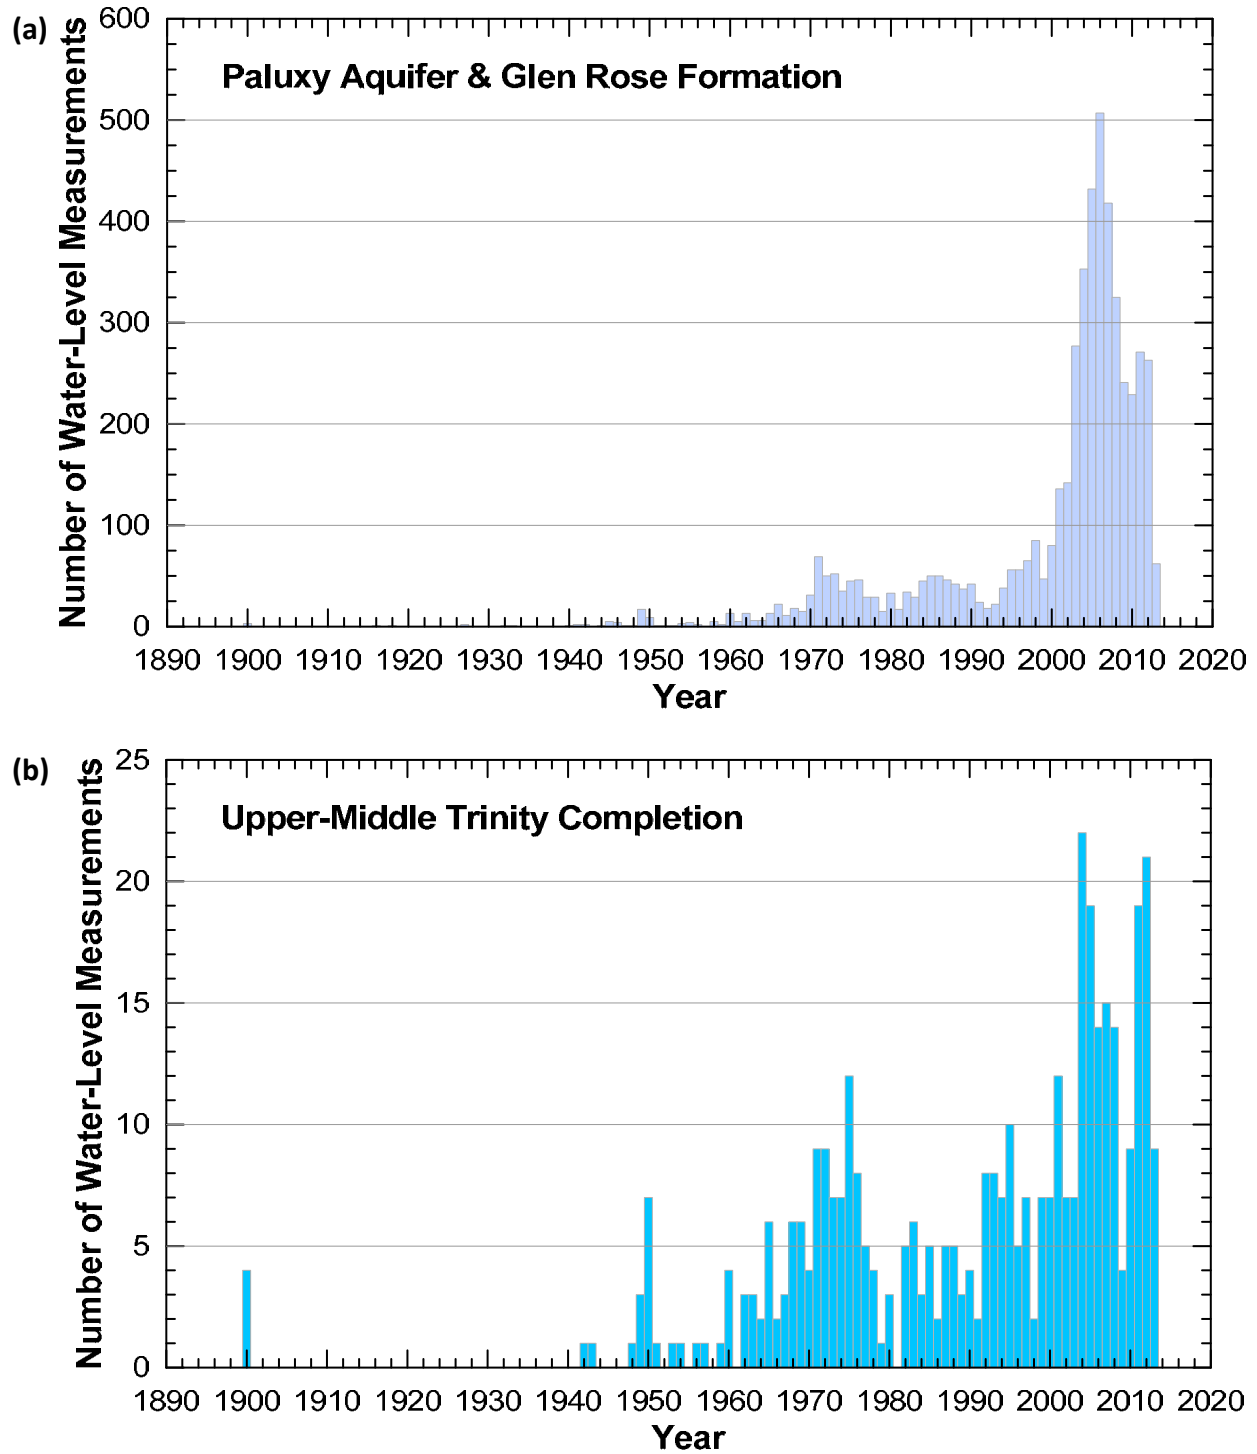 (a)
Number of Water-Level Measurements
600
500
400
300
200
100
0
Paluxy Aquifer & Glen Rose Formation
1890 1900 1910 1920 1930 1940 1950 1960 1970 1980 1990 2000 2010 2020
Year
(b)
Number of Water-Level Measurements
25
20
15
10
5
0
Upper-Middle Trinity Completion
1890 1900 1910 1920 1930 1940 1950 1960 1970 1980 1990 2000 2010 2020
Year